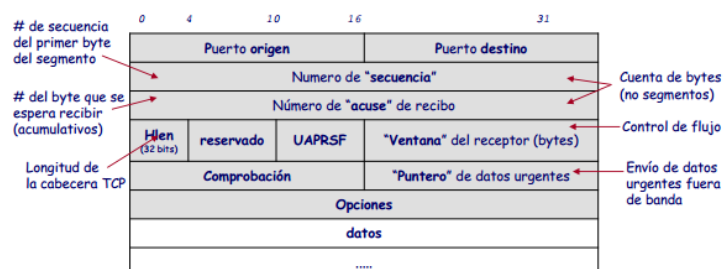 0 4 10 16 31
# de secuencia
del primer byte
del segmento
Puerto origen
Puerto destino
Numero de “secuencia”
Cuenta de bytes
(no segmentos)
# del byte que se
espera recibir
(acumulativos)
Número de “acuse” de recibo
Hlen
(32 bits)
reservado
UAPRSF
“Ventana” del receptor (bytes)
Control de flujo
Longitud de
la cabecera TCP
Comprobación
“Puntero” de datos urgentes
Envío de datos
urgentes fuera
de banda
Opciones
datos
.....